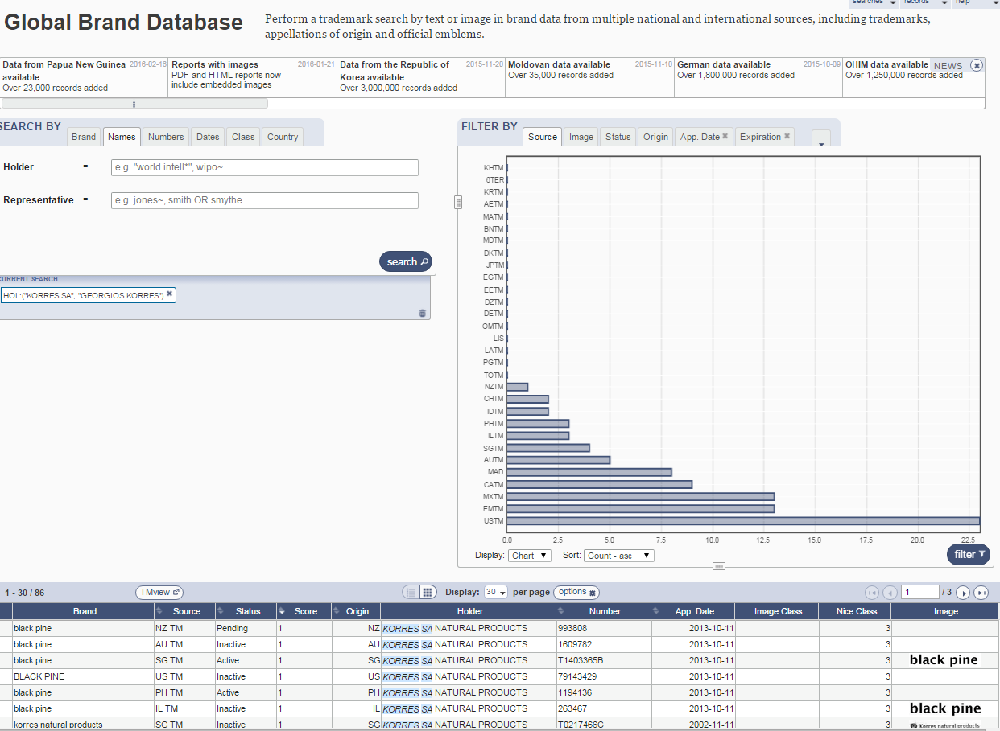 searches records help
Global Brand Database
Perform a trademark search by text or image in brand data from multiple national and international sources, including trademarks,
appellations of origin and official emblems.
Data from Papua New Guinea 2016-02-16
available
Over 23,000 records added
Reports with images 2016-01-21
PDF and HTML reports now
include embedded images
Data from the Republic of 2015-11-20
Korea available
Over 3,000,000 records added
Moldovan data available 2015-11-10
Over 35,000 records added
German data available 2015-10-09
Over 1,800,000 records added
OHIM data available
Over 1,250,000 records added
NEWS
SEARCH BY
Brand Names Numbers Dates Class Country
Holder = e.g. "world intell*", wipo~
Representative = e.g. jones~, smith OR smythe
search
CURRENT SEARCH
HOL:("KORRES SA", "GEORGIOS KORRES")
FILTER BY
Source Image Status Origin App. Date Expiration
KHTM
6TER
KRTM
AETM
MATM
BNTM
MDTM
DKTM
JPTM
EGTM
EETM
DZTM
DETM
OMTM
LIS
LATM
PGTM
TOTM
NZTM
CHTM
IDTM
PHTM
ILTM
SGTM
AUTM
MAD
CATM
MXTM
EMTM
USTM
0.0 2.5 5.0 7.5 10.0 12.5 15.0 17.5 20.0 22.5
Display: Chart Sort: Count - asc
filter
1 - 30 / 86 TMview Display: 30 per page options 1 / 3
Brand Source Status Score Origin Holder Number App. Date Image Class Nice Class Image
black pine NZ TM Pending 1 NZ KORRES SA NATURAL PRODUCTS 993808 2013-10-11 3
black pine AU TM Inactive 1 AU KORRES SA NATURAL PRODUCTS 1609782 2013-10-11 3
black pine SG TM Active 1 SG KORRES SA NATURAL PRODUCTS T1403365B 2013-10-11 3 black pine
BLACK PINE US TM Inactive 1 US KORRES SA NATURAL PRODUCTS 79143429 2013-10-11 3
black pine PH TM Active 1 PH KORRES SA NATURAL PRODUCTS 1194136 2013-10-11 3
black pine IL TM Inactive 1 IL KORRES SA NATURAL PRODUCTS 263467 2013-10-11 3 black pine
korres natural products SG TM Inactive 1 SG KORRES SA NATURAL PRODUCTS T0217466C 2002-11-11 3 Korres natural products